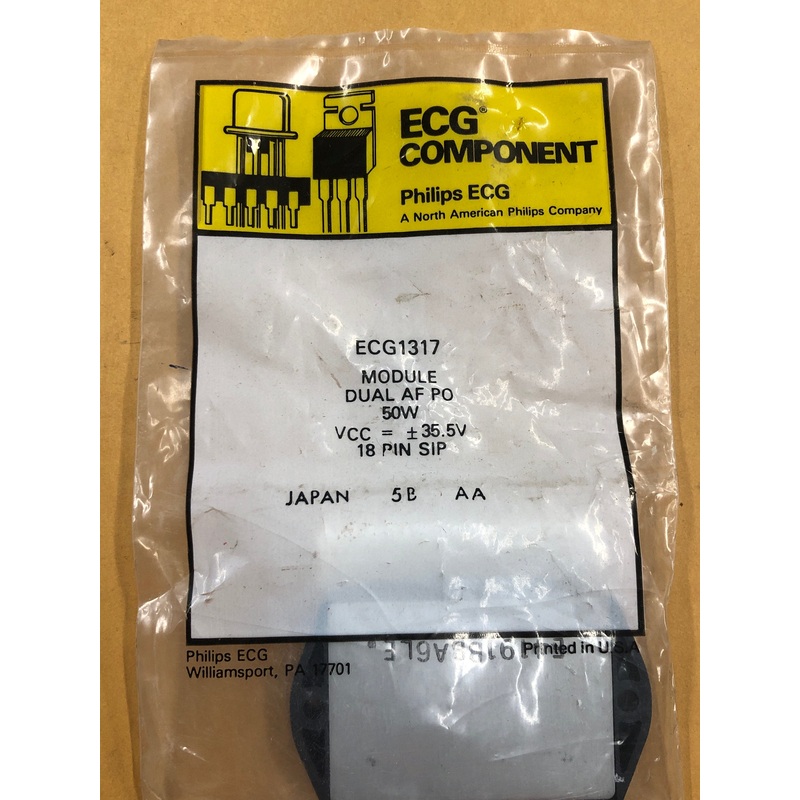 ECG®
COMPONENT
Philips ECG
A North American Philips Company
ECG1317
MODULE
DUAL AF PO
50W
VCC = ±35.5V
18 PIN SIP
JAPAN 5B AA
Philips ECG
Williamsport, PA 17701
Printed in U.S.A